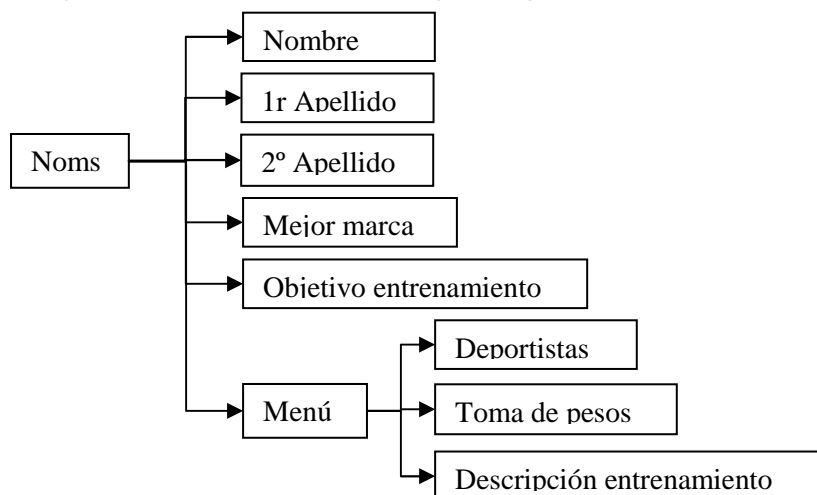 Nombre
1r Apellido
Noms
2º Apellido
Mejor marca
Objetivo entrenamiento
Deportistas
Menú
Toma de pesos
Descripción entrenamiento